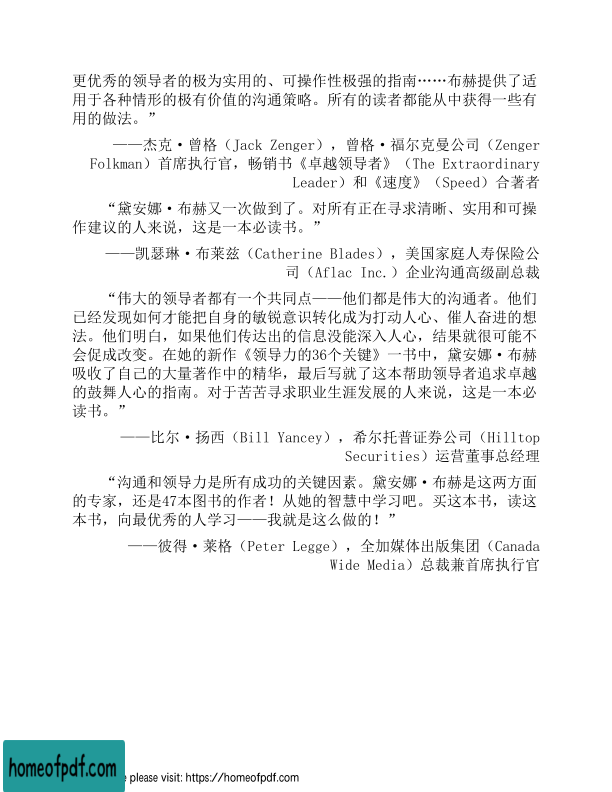 更优秀的领导者的极为实用的、可操作性极强的指南……布赫提供了适
用于各种情形的极有价值的沟通策略。所有的读者都能从中获得一些有
用的做法。”
——杰克·曾格（Jack Zenger），曾格·福尔克曼公司（Zenger
Folkman）首席执行官，畅销书《卓越领导者》（The Extraordinary
Leader）和《速度》（Speed）合著者
“黛安娜·布赫又一次做到了。对所有正在寻求清晰、实用和可操
作建议的人来说，这是一本必读书。”
——凯瑟琳·布莱兹（Catherine Blades），美国家庭人寿保险公
司（Aflac Inc.）企业沟通高级副总裁
“伟大的领导者都有一个共同点——他们都是伟大的沟通者。他们
已经发现如何才能把自身的敏锐意识转化成为打动人心、催人奋进的想
法。他们明白，如果他们传达出的信息没能深入人心，结果就很可能不
会促成改变。在她的新作《领导力的36个关键》一书中，黛安娜·布赫
吸收了自己的大量著作中的精华，最后写就了这本帮助领导者追求卓越
的鼓舞人心的指南。对于苦苦寻求职业生涯发展的人来说，这是一本必
读书。”
——比尔·扬西（Bill Yancey），希尔托普证券公司（Hilltop
Securities）运营董事总经理
“沟通和领导力是所有成功的关键因素。黛安娜·布赫是这两方面
的专家，还是47本图书的作者！从她的智慧中学习吧。买这本书，读这
本书，向最优秀的人学习——我就是这么做的！”
——彼得·莱格（Peter Legge），全加媒体出版集团（Canada
Wide Media）总裁兼首席执行官
homeofpdf.com
please visit: https://homeofpdf.com